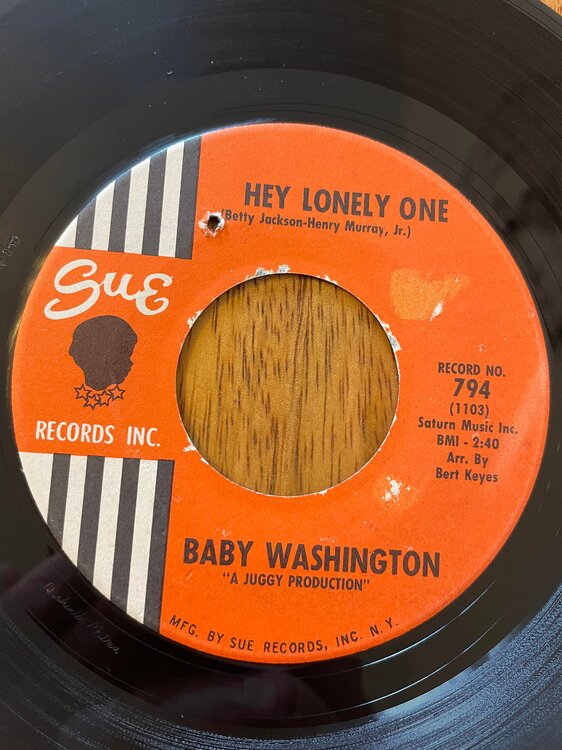 HEY LONELY ONE
(Betty Jackson-Henry Murray, Jr.)
SUE
RECORDS INC.
RECORD NO.
794
(1103)
Saturn Music Inc.
BMI - 2:40
Arr. By
Bert Keyes
BABY WASHINGTON
"A JUGGY PRODUCTION"
MFG. BY SUE RECORDS, INC. N.Y.